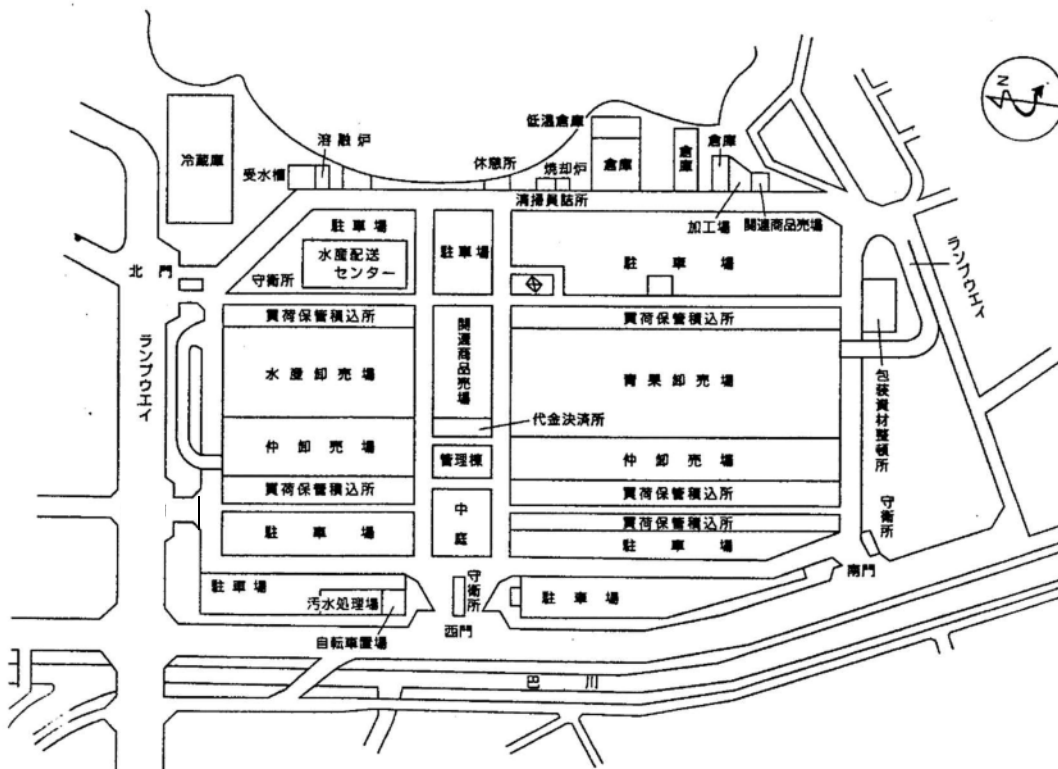 N
冷蔵庫
受水槽
溶融炉
休憩所
焼却炉
低温倉庫
倉庫
倉庫
倉庫
清掃員詰所
加工場
関連商品売場
ランプウエイ
北門
守衛所
駐車場
水産配送
センター
駐車場
駐車場
ランプウエイ
買荷保管積込所
買荷保管積込所
水産卸売場
関連商品売場
青果卸売場
包装資材整頓所
代金決済所
仲卸売場
管理棟
仲卸売場
買荷保管積込所
中庭
買荷保管積込所
買荷保管積込所
駐車場
駐車場
守衛所
南門
駐車場
汚水処理場
自転車置場
守衛所
西門
駐車場
川